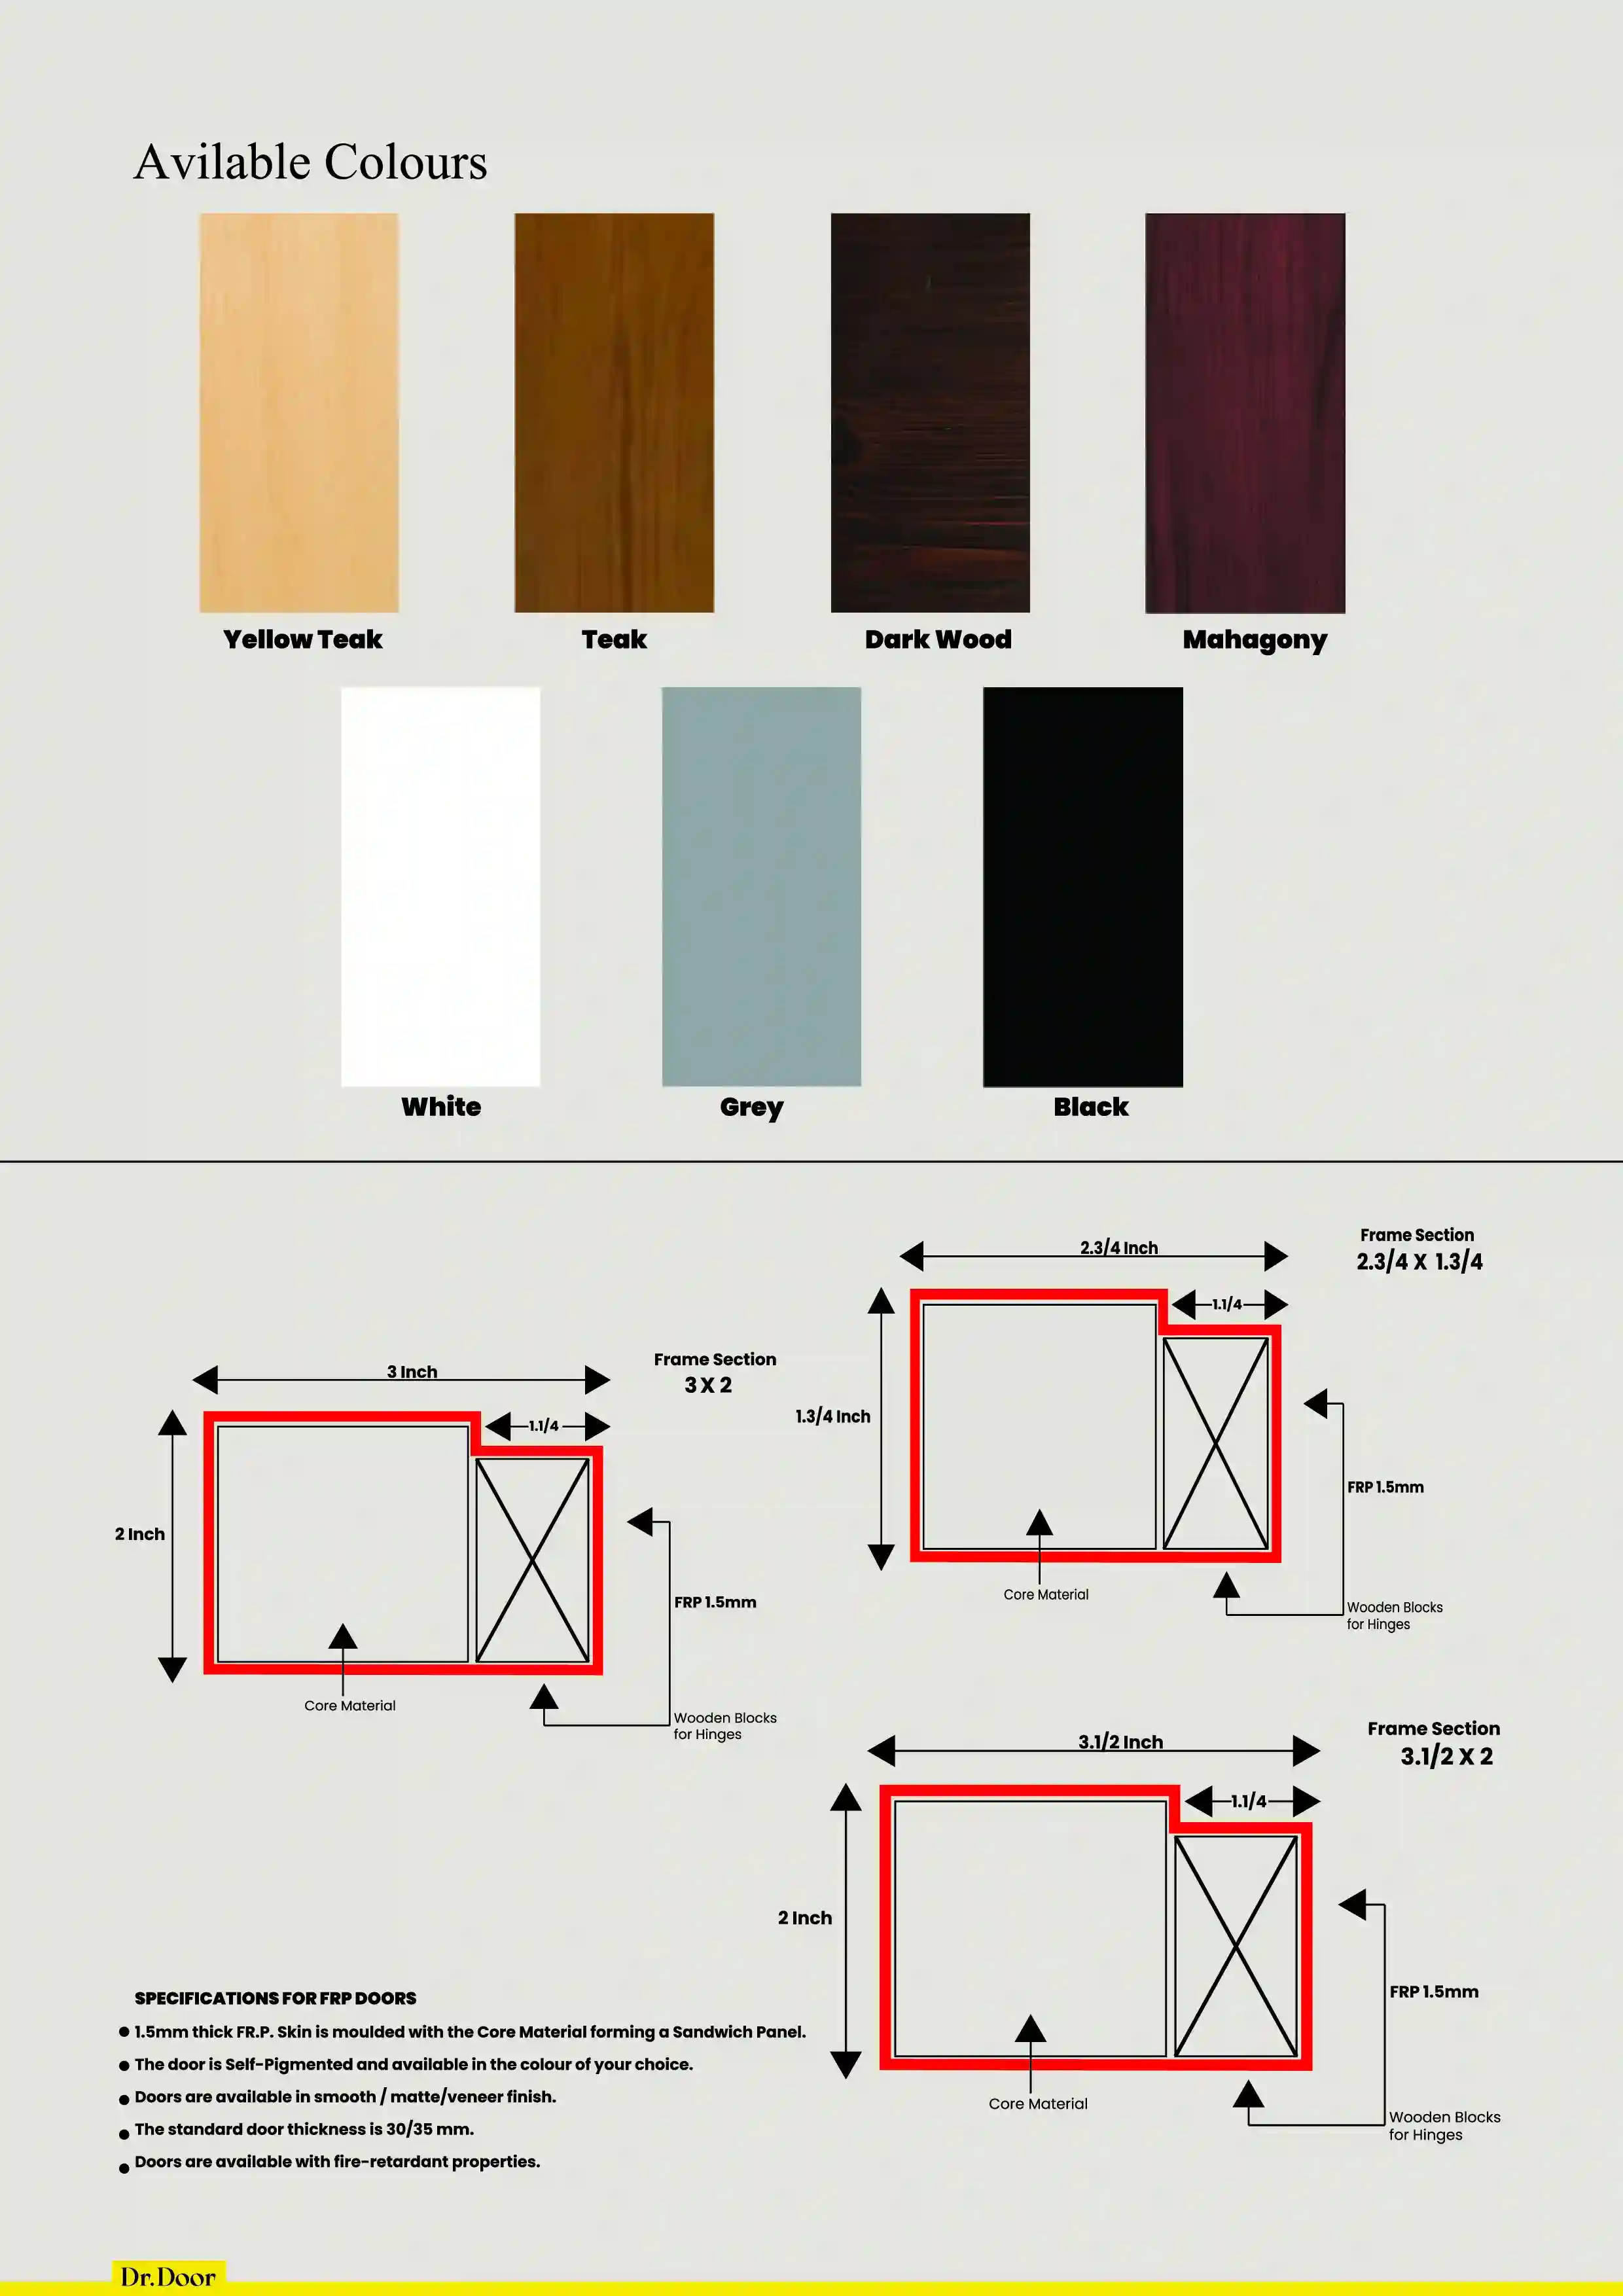 Avilable Colours
Yellow Teak
Teak
Dark Wood
Mahagony
White
Grey
Black
3 Inch
Frame Section
3 X 2
1.1/4
2 Inch
FRP 1.5mm
Core Material
Wooden Blocks
for Hinges
2.3/4 Inch
Frame Section
2.3/4 X 1.3/4
1.1/4
1.3/4 Inch
FRP 1.5mm
Core Material
Wooden Blocks
for Hinges
3.1/2 Inch
Frame Section
3.1/2 X 2
1.1/4
2 Inch
FRP 1.5mm
Core Material
Wooden Blocks
for Hinges
SPECIFICATIONS FOR FRP DOORS
● 1.5mm thick FR.P. Skin is moulded with the Core Material forming a Sandwich Panel.
● The door is Self-Pigmented and available in the colour of your choice.
● Doors are available in smooth / matte/veneer finish.
● The standard door thickness is 30/35 mm.
● Doors are available with fire-retardant properties.
Dr.Door